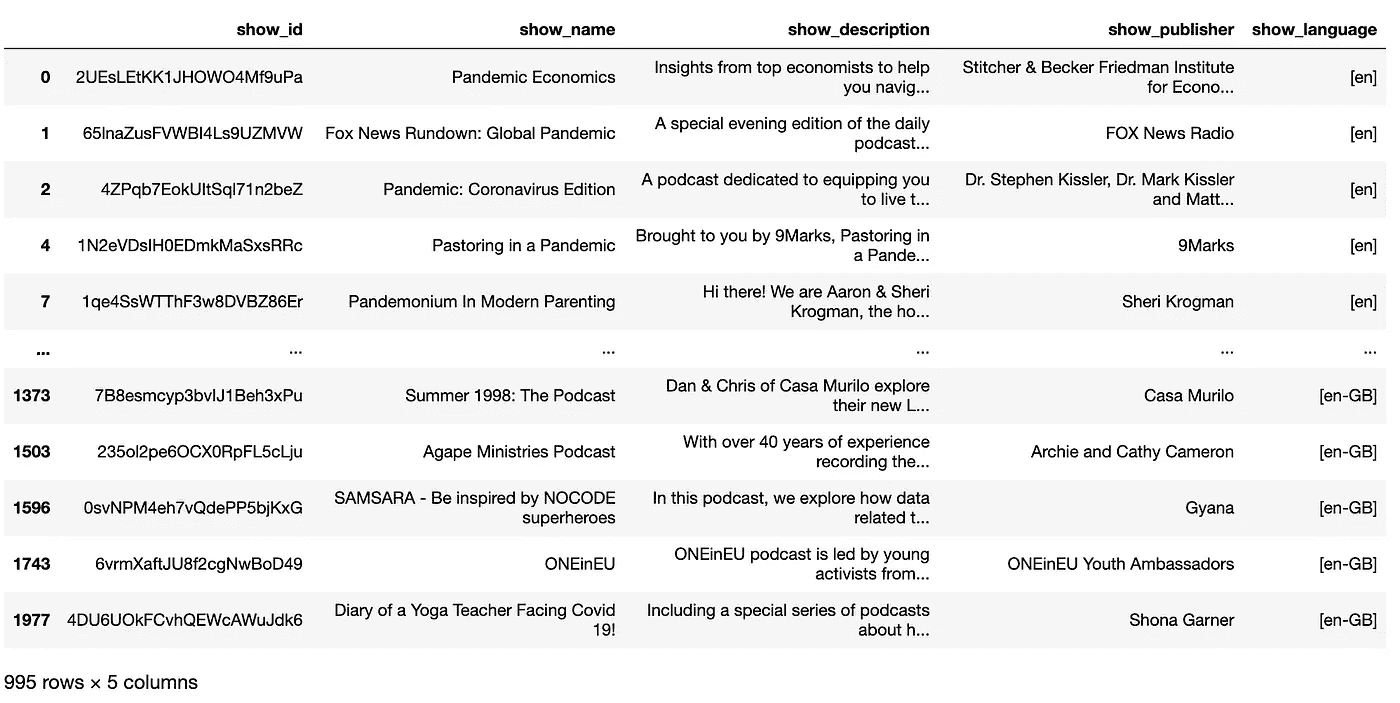 show_id show_name show_description show_publisher show_language
0 2UEsLEtKK1JHOWO4Mf9uPa Pandemic Economics Insights from top economists to help you navig... Stitcher & Becker Friedman Institute for Econo... [en]
1 65lnaZusFVWBI4Ls9UZMVW Fox News Rundown: Global Pandemic A special evening edition of the daily podcast... FOX News Radio [en]
2 4ZPqb7EokUItSql71n2beZ Pandemic: Coronavirus Edition A podcast dedicated to equipping you to live t... Dr. Stephen Kissler, Dr. Mark Kissler and Matt... [en]
4 1N2eVDsIH0EDmkMaSxsRRc Pastoring in a Pandemic Brought to you by 9Marks, Pastoring in a Pande... 9Marks [en]
7 1qe4SsWTThF3w8DVBZ86Er Pandemonium In Modern Parenting Hi there! We are Aaron & Sheri Krogman, the ho... Sheri Krogman [en]
... ... ... ... ... ...
1373 7B8esmcyp3bvIJ1Beh3xPu Summer 1998: The Podcast Dan & Chris of Casa Murilo explore their new L... Casa Murilo [en-GB]
1503 235ol2pe6OCX0RpFL5cLju Agape Ministries Podcast With over 40 years of experience recording the... Archie and Cathy Cameron [en-GB]
1596 0svNPM4eh7vQdePP5bjKxG SAMSARA - Be inspired by NOCODE superheroes In this podcast, we explore how data related t... Gyana [en-GB]
1743 6vrmXaftJU8f2cgNwBoD49 ONEinEU ONEinEU podcast is led by young activists from... ONEinEU Youth Ambassadors [en-GB]
1977 4DU6UOkFCvhQEWcAWuJdk6 Diary of a Yoga Teacher Facing Covid 19! Including a special series of podcasts about h... Shona Garner [en-GB]
995 rows × 5 columns